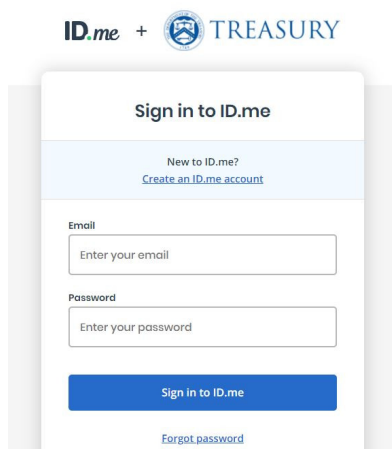 ID.me + TREASURY
Sign in to ID.me
New to ID.me?
Create an ID.me account
Email
Enter your email
Password
Enter your password
Sign in to ID.me
Forgot password